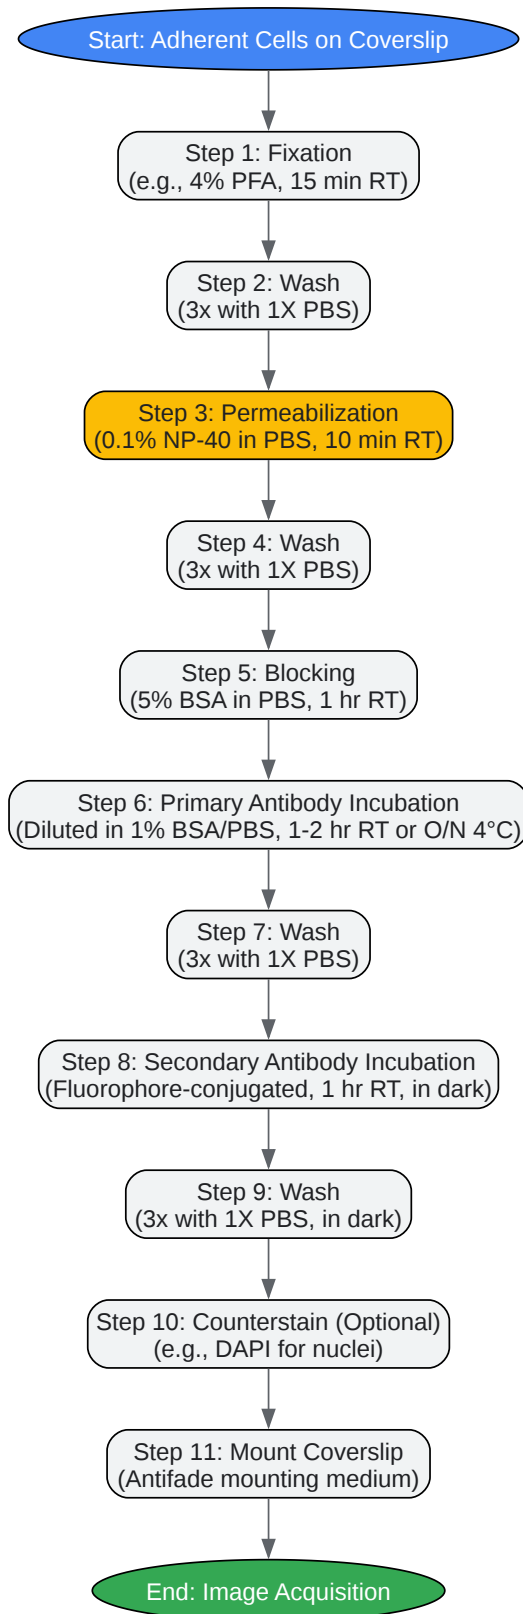 Start: Adherent Cells on Coverslip
Step 1: Fixation
(e.g., 4% PFA, 15 min RT)
Step 2: Wash
(3x with 1X PBS)
Step 3: Permeabilization
(0.1% NP-40 in PBS, 10 min RT)
Step 4: Wash
(3x with 1X PBS)
Step 5: Blocking
(5% BSA in PBS, 1 hr RT)
Step 6: Primary Antibody Incubation
(Diluted in 1% BSA/PBS, 1-2 hr RT or O/N 4°C)
Step 7: Wash
(3x with 1X PBS)
Step 8: Secondary Antibody Incubation
(Fluorophore-conjugated, 1 hr RT, in dark)
Step 9: Wash
(3x with 1X PBS, in dark)
Step 10: Counterstain (Optional)
(e.g., DAPI for nuclei)
Step 11: Mount Coverslip
(Antifade mounting medium)
End: Image Acquisition